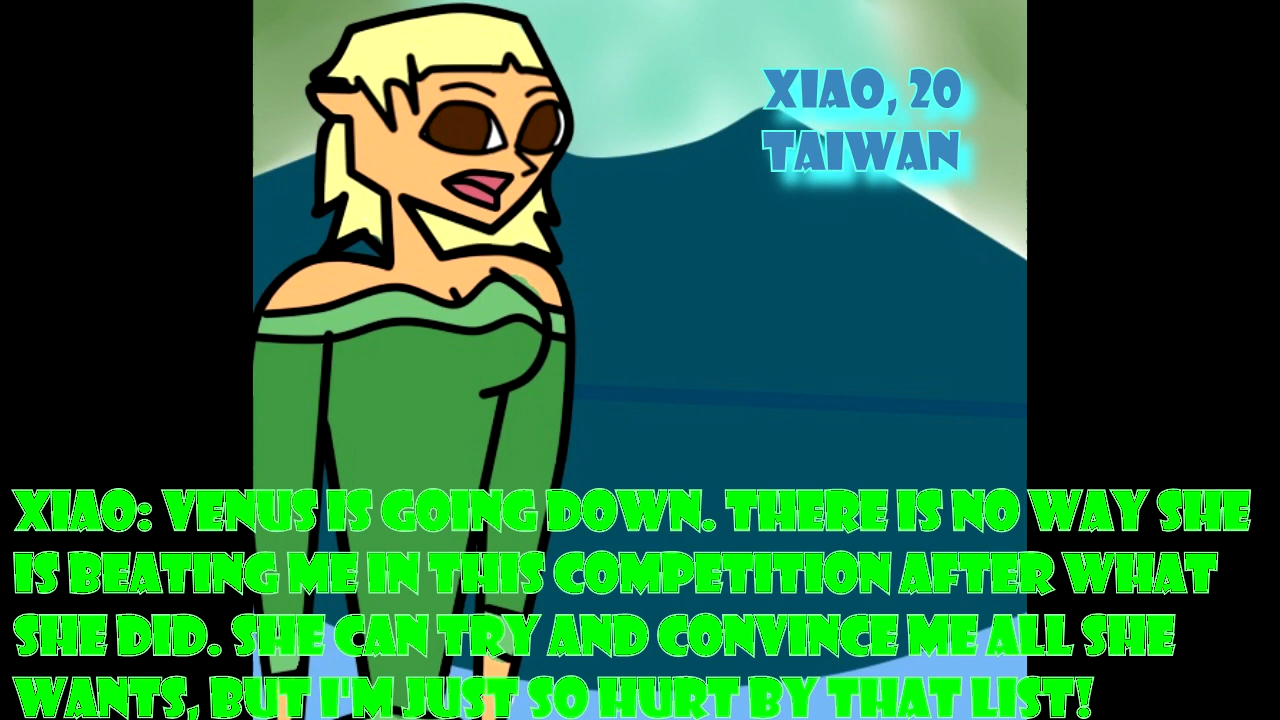 XIAO, 20
TAIWAN
XIAO: VENUS IS GOING DOWN. THERE IS NO WAY SHE
IS BEATING ME IN THIS COMPETITION AFTER WHAT
SHE DID. SHE CAN TRY AND CONVINCE ME ALL SHE
WANTS, BUT I'M JUST SO HURT BY THAT LIST!